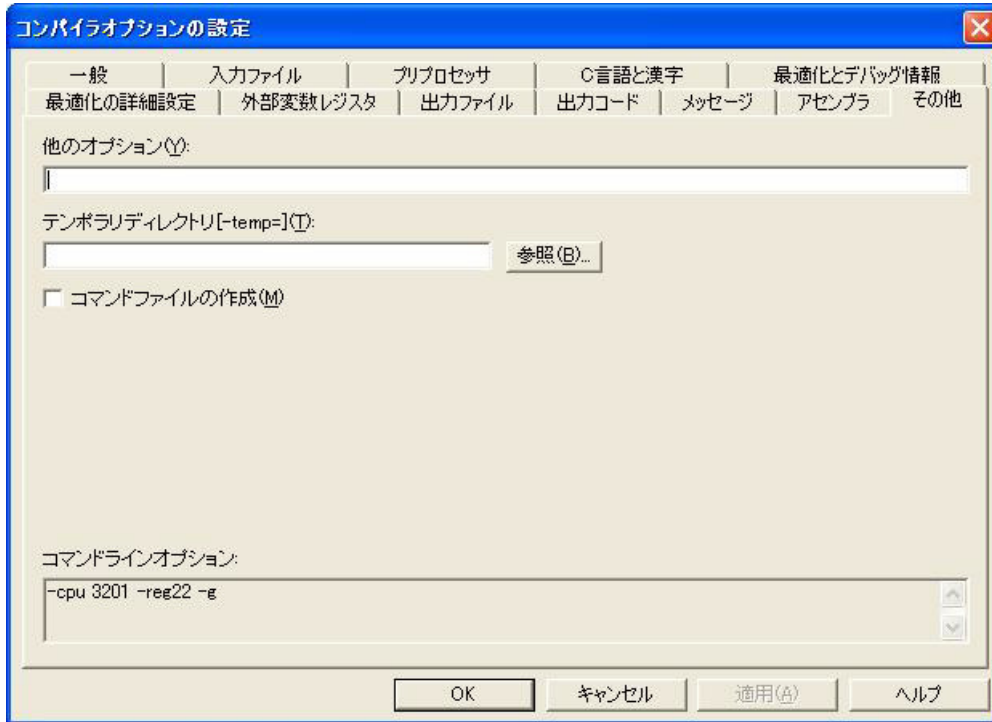 コンパイラオプションの設定
一般 入力ファイル プリプロセッサ C言語と漢字 最適化とデバッグ情報
最適化の詳細設定 外部変数レジスタ 出力ファイル 出力コード メッセージ アセンブラ その他
他のオプション(Y):
テンポラリディレクトリ[-temp=](T):
参照(B)...
コマンドファイルの作成(M)
コマンドラインオプション:
-cpu 3201 -reg22 -g
OK キャンセル 適用(A) ヘルプ